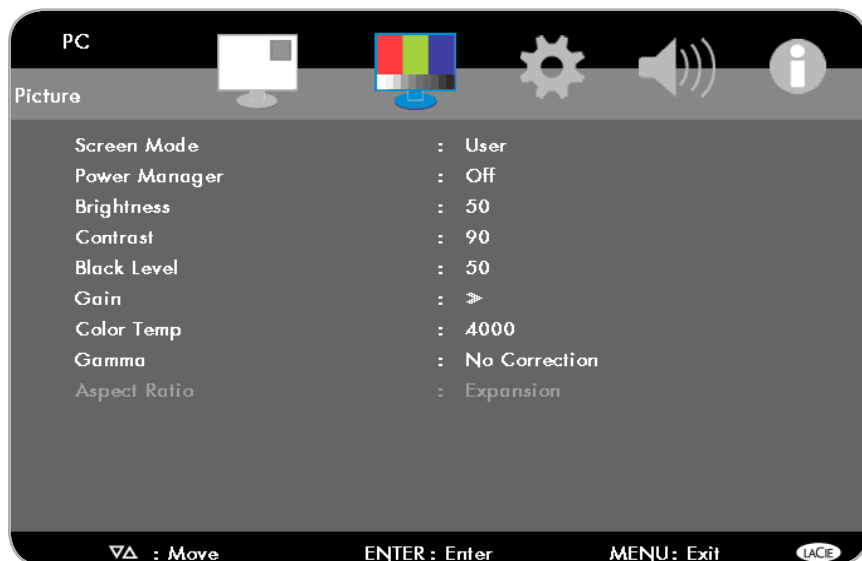 PC
Picture
Screen Mode : User
Power Manager : Off
Brightness : 50
Contrast : 90
Black Level : 50
Gain : ➢
Color Temp : 4000
Gamma : No Correction
Aspect Ratio : Expansion
▽△ : Move ENTER : Enter MENU : Exit LACIE